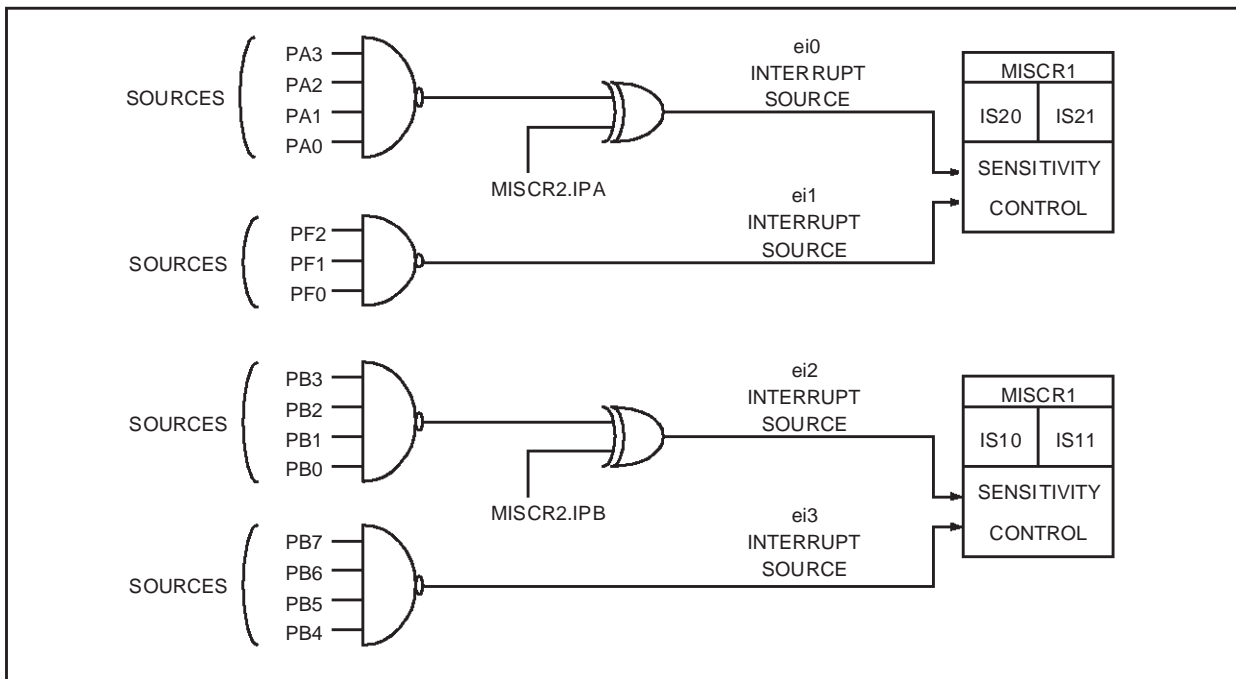 SOURCES
PA3
PA2
PA1
PA0
MISCR2.IPA
ei0
INTERRUPT
SOURCE
MISCR1
IS20 IS21
SENSITIVITY
CONTROL
SOURCES
PF2
PF1
PF0
ei1
INTERRUPT
SOURCE
SOURCES
PB3
PB2
PB1
PB0
MISCR2.IPB
ei2
INTERRUPT
SOURCE
MISCR1
IS10 IS11
SENSITIVITY
CONTROL
SOURCES
PB7
PB6
PB5
PB4
ei3
INTERRUPT
SOURCE